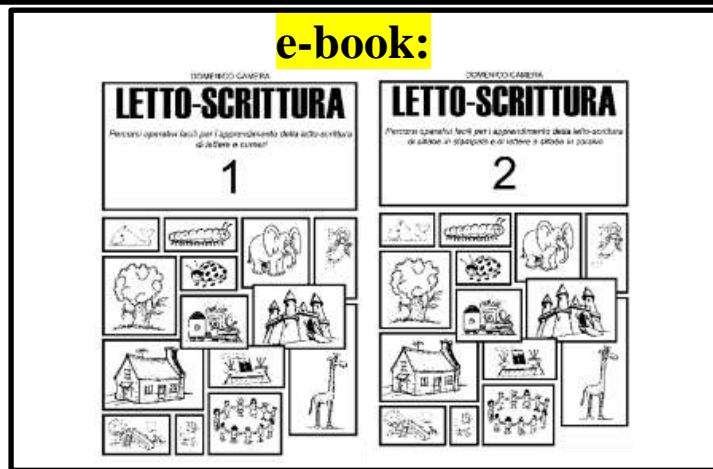 e-book:
DOMENICO CAMERA
LETTO-SCRITTURA
Percorsi operativi facili per l'apprendimento della letto-scrittura
di lettere e numeri
1
DOMENICO CAMERA
LETTO-SCRITTURA
Percorsi operativi facili per l'apprendimento della letto-scrittura
di sillabe in stampato e di lettere e sillabe in corsivo
2